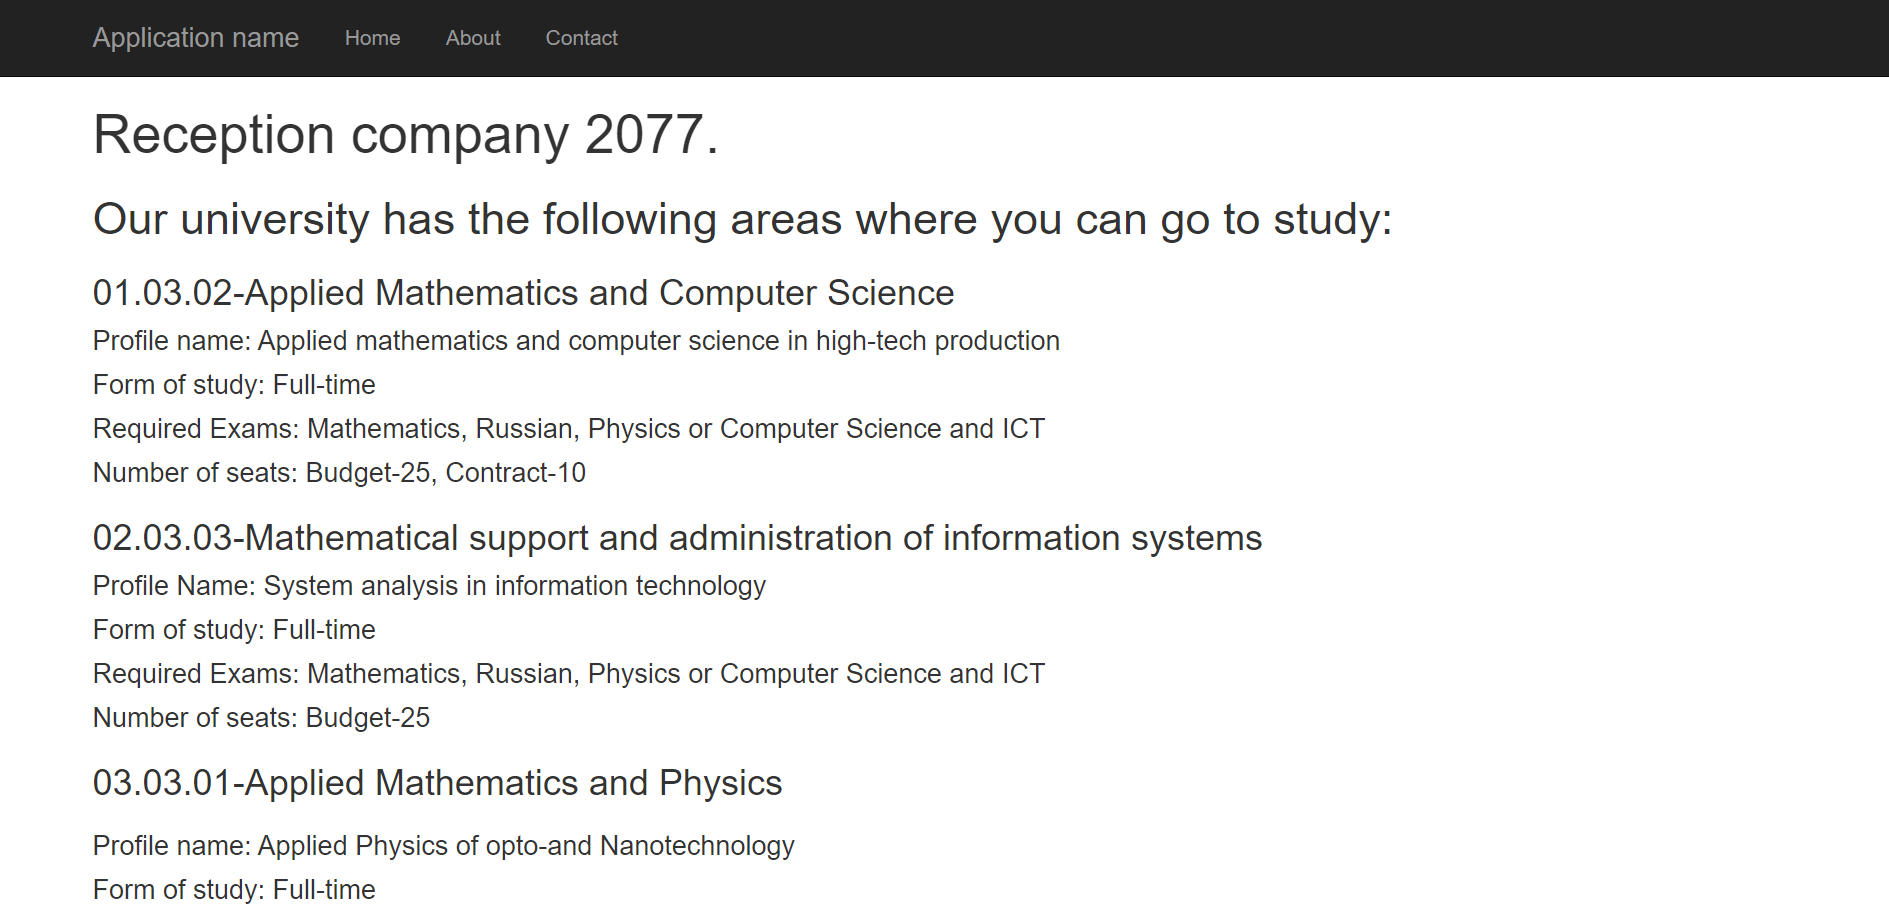 Application name Home About Contact
Reception company 2077.
Our university has the following areas where you can go to study:
01.03.02-Applied Mathematics and Computer Science
Profile name: Applied mathematics and computer science in high-tech production
Form of study: Full-time
Required Exams: Mathematics, Russian, Physics or Computer Science and ICT
Number of seats: Budget-25, Contract-10
02.03.03-Mathematical support and administration of information systems
Profile Name: System analysis in information technology
Form of study: Full-time
Required Exams: Mathematics, Russian, Physics or Computer Science and ICT
Number of seats: Budget-25
03.03.01-Applied Mathematics and Physics
Profile name: Applied Physics of opto-and Nanotechnology
Form of study: Full-time